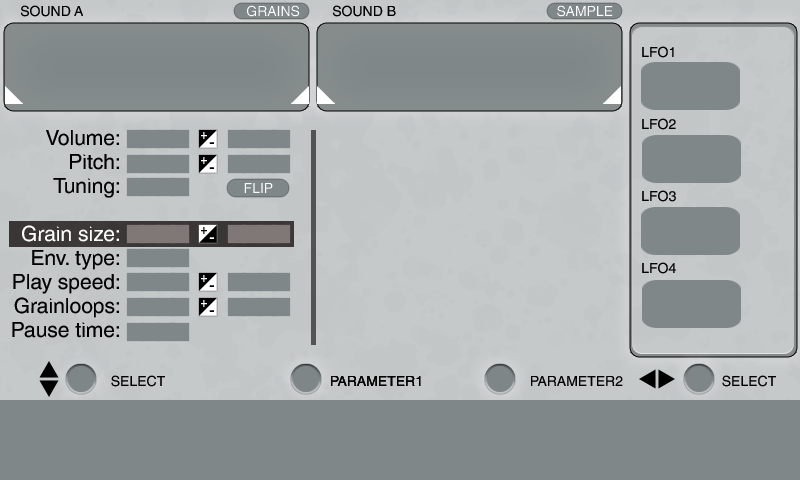 SOUND A GRAINS SOUND B SAMPLE
LFO1
LFO2
LFO3
LFO4
Volume: + -
Pitch: + -
Tuning: FLIP
Grain size: + -
Env. type:
Play speed: + -
Grainloops: + -
Pause time:
SELECT PARAMETER1 PARAMETER2 SELECT